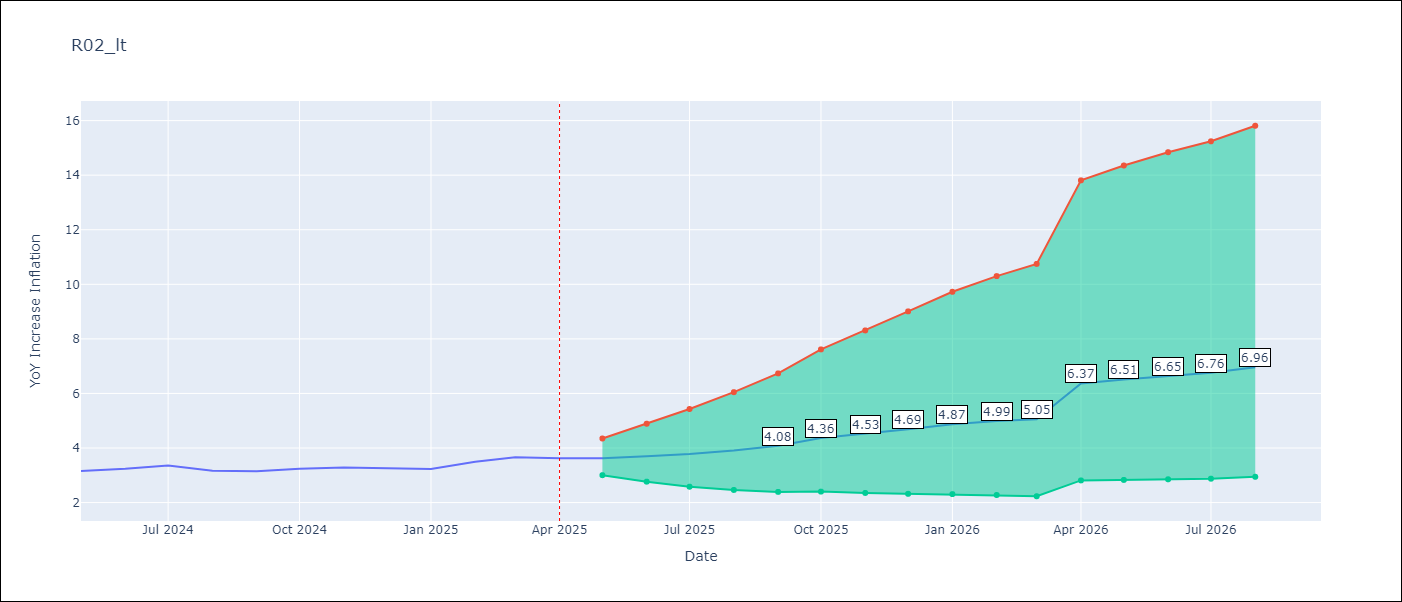 R02_lt
YoY Increase Inflation
16
14
12
10
8
6
4
2
4.08
4.36
4.53
4.69
4.87
4.99
5.05
6.37
6.51
6.65
6.76
6.96
Jul 2024
Oct 2024
Jan 2025
Apr 2025
Jul 2025
Oct 2025
Jan 2026
Apr 2026
Jul 2026
Date